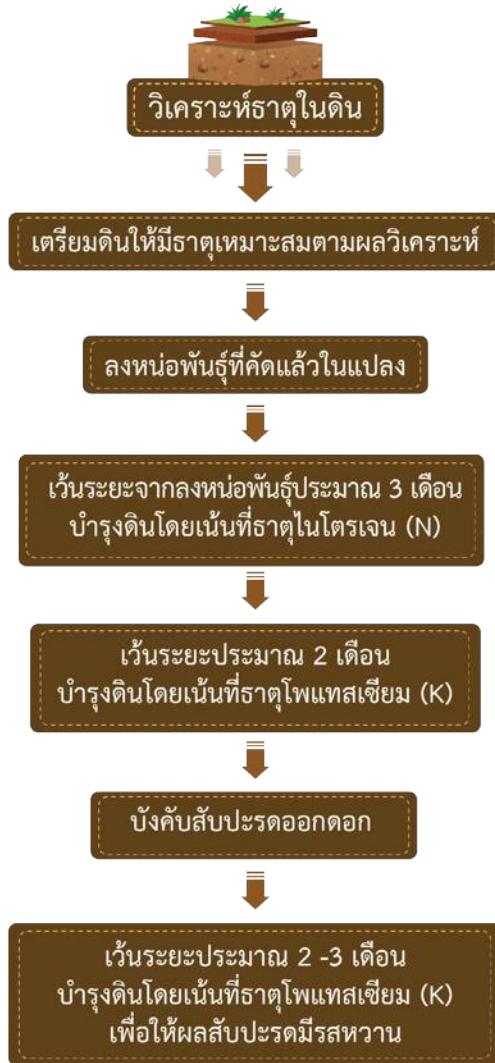 วิเคราะห์ธาตุในดิน
เตรียมดินให้มีธาตุเหมาะสมตามผลวิเคราะห์
ลงหน่อพันธุ์ที่คัดแล้วในแปลง
เว้นระยะจากลงหน่อพันธุ์ประมาณ 3 เดือน
บำรุงดินโดยเน้นที่ธาตุไนโตรเจน (N)
เว้นระยะประมาณ 2 เดือน
บำรุงดินโดยเน้นที่ธาตุโพแทสเซียม (K)
บังคับสับปะรดออกดอก
เว้นระยะประมาณ 2 -3 เดือน
บำรุงดินโดยเน้นที่ธาตุโพแทสเซียม (K)
เพื่อให้ผลสับปะรดมีรสหวาน